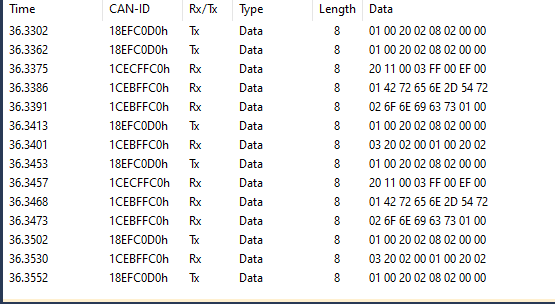 Time CAN-ID Rx/Tx Type Length Data
36.3302 18EFC0D0h Tx Data 8 01 00 20 02 08 02 00 00
36.3362 18EFC0D0h Tx Data 8 01 00 20 02 08 02 00 00
36.3375 1CECFFC0h Rx Data 8 20 11 00 03 FF 00 EF 00
36.3386 1CEBFFC0h Rx Data 8 01 42 72 65 6E 2D 54 72
36.3391 1CEBFFC0h Rx Data 8 02 6F 6E 69 63 73 01 00
36.3413 18EFC0D0h Tx Data 8 01 00 20 02 08 02 00 00
36.3401 1CEBFFC0h Rx Data 8 03 20 02 00 01 00 20 02
36.3453 18EFC0D0h Tx Data 8 01 00 20 02 08 02 00 00
36.3457 1CECFFC0h Rx Data 8 20 11 00 03 FF 00 EF 00
36.3468 1CEBFFC0h Rx Data 8 01 42 72 65 6E 2D 54 72
36.3473 1CEBFFC0h Rx Data 8 02 6F 6E 69 63 73 01 00
36.3502 18EFC0D0h Tx Data 8 01 00 20 02 08 02 00 00
36.3530 1CEBFFC0h Rx Data 8 03 20 02 00 01 00 20 02
36.3552 18EFC0D0h Tx Data 8 01 00 20 02 08 02 00 00